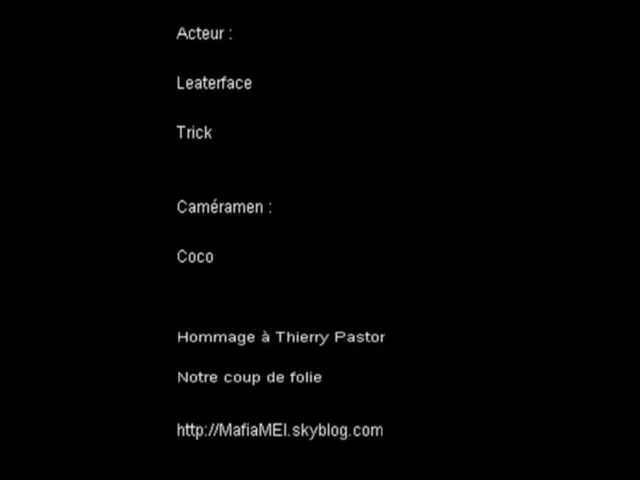 Acteur :
Leaterface
Trick
Caméramen :
Coco
Hommage à Thierry Pastor
Notre coup de folie
http://MafiaMEI.skyblog.com